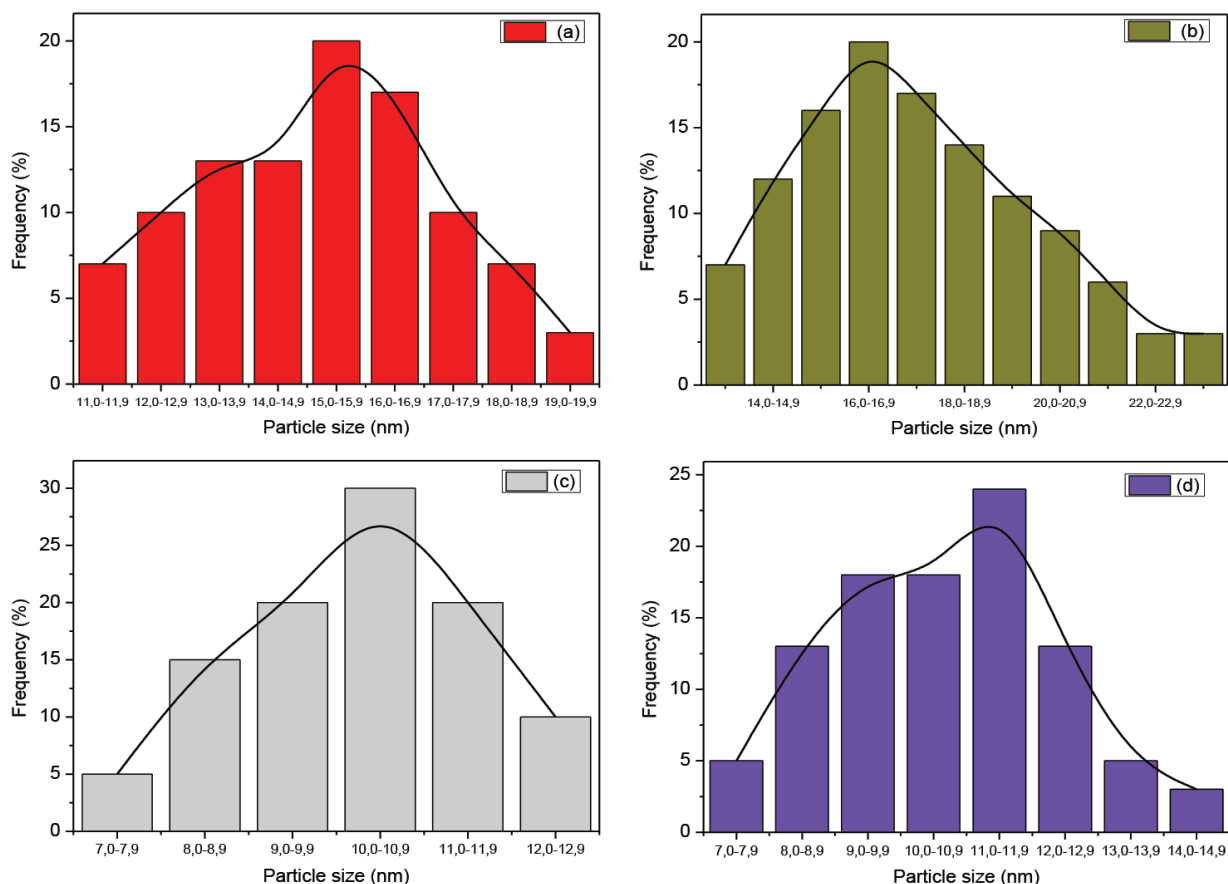 (a)
Frequency (%)
20
15
10
5
0
11,0-11,9 12,0-12,9 13,0-13,9 14,0-14,9 15,0-15,9 16,0-16,9 17,0-17,9 18,0-18,9 19,0-19,9
Particle size (nm)
(b)
Frequency (%)
20
15
10
5
0
14,0-14,9 16,0-16,9 18,0-18,9 20,0-20,9 22,0-22,9
Particle size (nm)
(c)
Frequency (%)
30
25
20
15
10
5
0
7,0-7,9 8,0-8,9 9,0-9,9 10,0-10,9 11,0-11,9 12,0-12,9
Particle size (nm)
(d)
Frequency (%)
25
20
15
10
5
0
7,0-7,9 8,0-8,9 9,0-9,9 10,0-10,9 11,0-11,9 12,0-12,9 13,0-13,9 14,0-14,9
Particle size (nm)